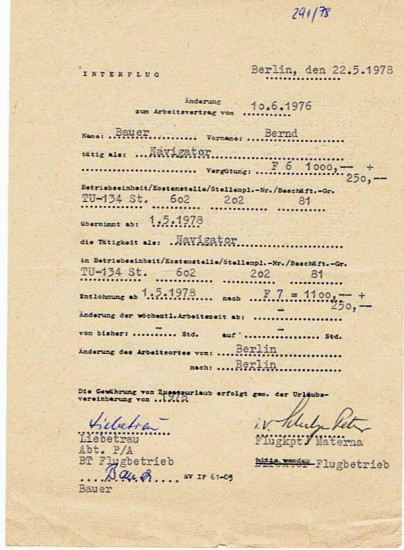 291/78
INTERFLUG
Berlin, den 22.5.1978
Änderung
zum Arbeitsvertrag von 10.6.1976
Name: Bauer Vorname: Bernd
tätig als: Navigator
Vergütung: F 6 1000,-- +
250,--
Betriebseinheit/Kostenstelle/Stellenpl.-Nr./Beschäft.-Gr.
TU-134 St. 602 202 81
übernimmt ab: 1.5.1978
die Tätigkeit als: Navigator
in Betriebseinheit/Kostenstelle/Stellenpl.-Nr./Beschäft.-Gr.
TU-134 St. 602 202 81
Entlohnung ab 1.5.1978 nach F 7 = 1100,-- +
250,--
Änderung der wöchentl. Arbeitszeit ab: -
von bisher: - Std. auf - Std.
Änderung des Arbeitsortes von: Berlin
nach: Berlin
Die Gewährung von Zusatzurlaub erfolgt gem. der Urlaubs-
vereinbarung von 1975
Liebetrau i.V.
Liebetrau Flugkpt. Materna
Abt. P/A
BT Flugbetrieb Flugbetrieb
Bauer SV IF 61-05
Bauer